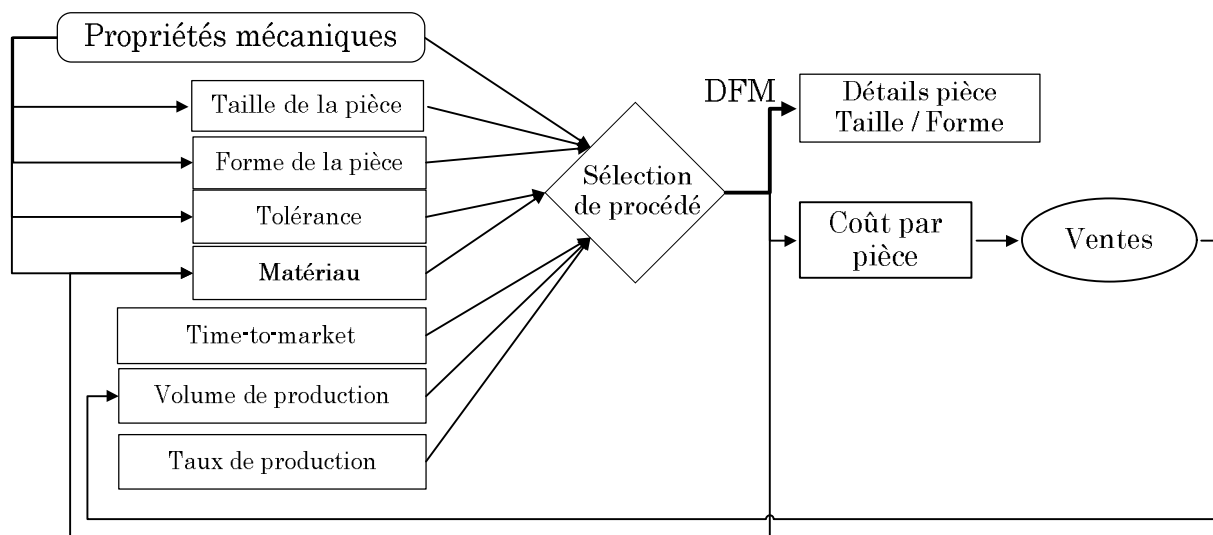 Propriétés mécaniques
Taille de la pièce
Forme de la pièce
Tolérance
Matériau
Time-to-market
Volume de production
Taux de production
Sélection
de procédé
DFM
Détails pièce
Taille / Forme
Coût par
pièce
Ventes